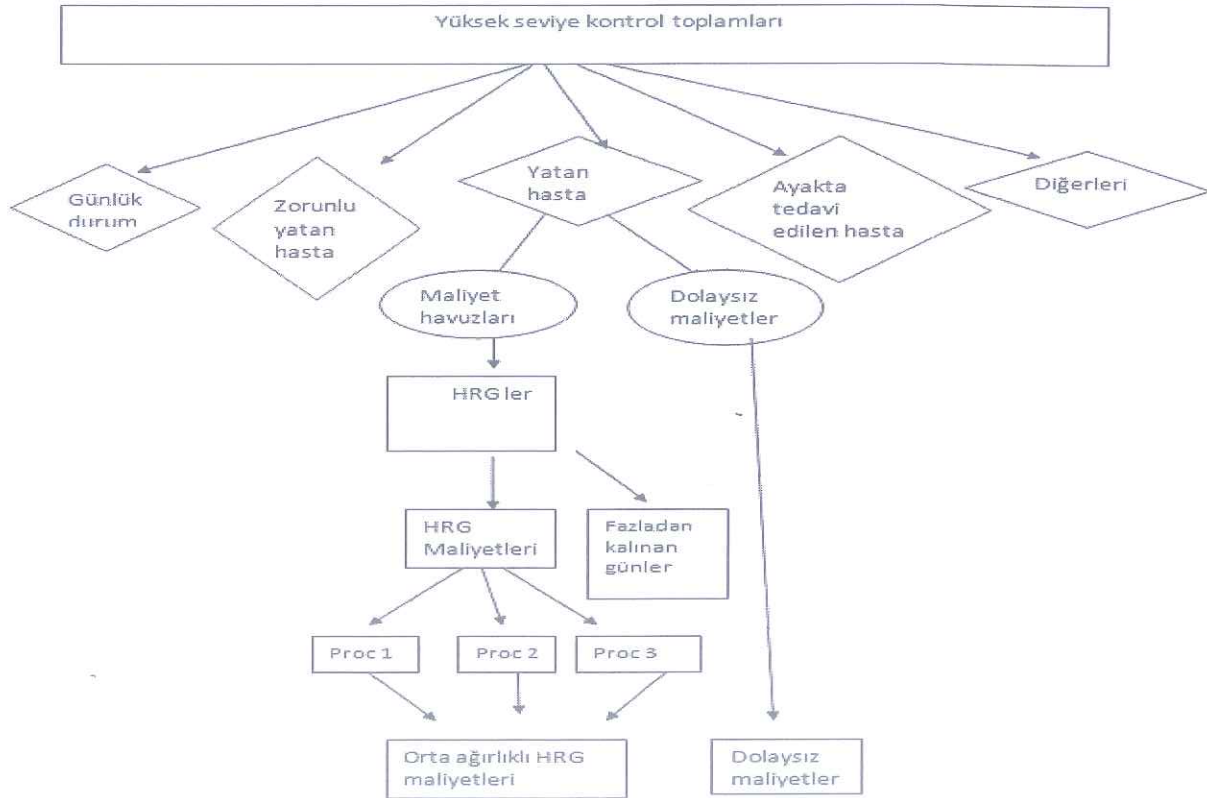 Yüksek seviye kontrol toplamları
Günlük
durum
Zorunlu
yatan
hasta
Yatan
hasta
Ayakta
tedavi
edilen hasta
Diğerleri
Maliyet
havuzları
Dolaysız
maliyetler
HRG ler
HRG
Maliyetleri
Fazladan
kalınan
günler
Proc 1
Proc 2
Proc 3
Orta ağırlıklı HRG
maliyetleri
Dolaysız
maliyetler